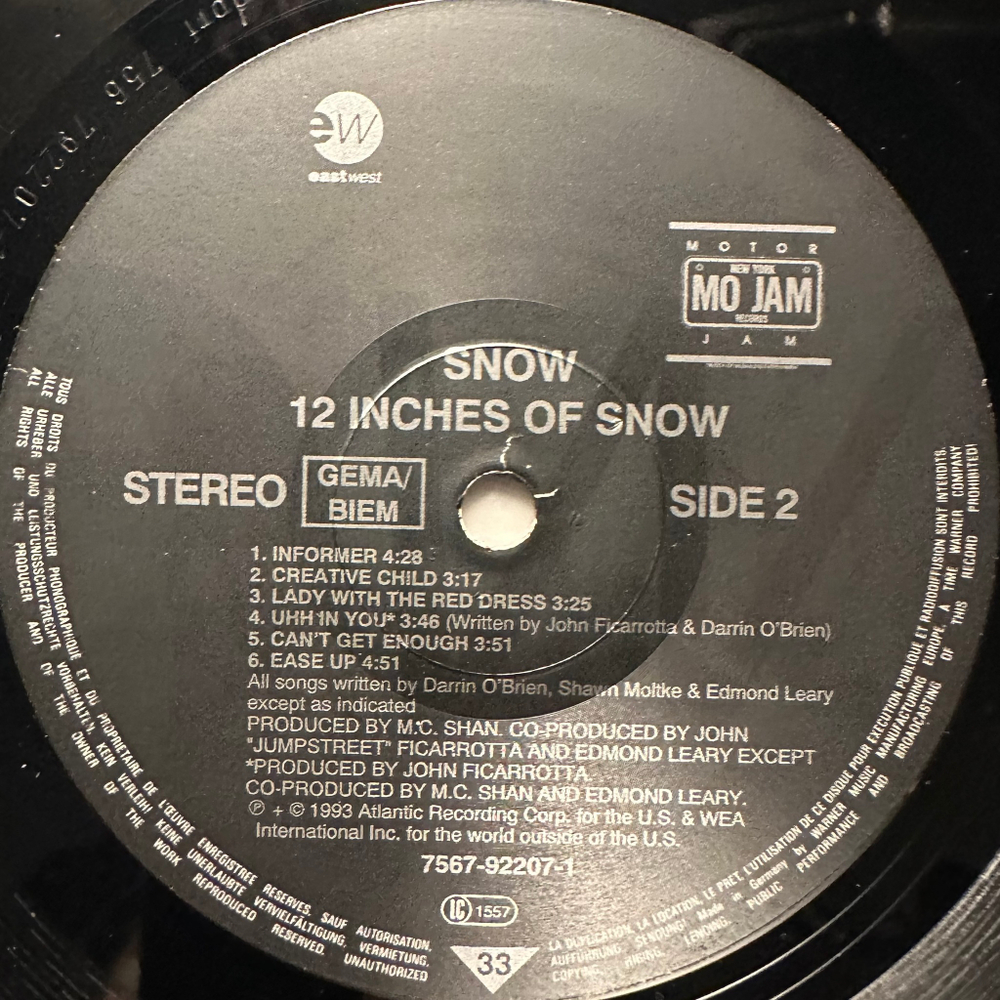 756 79220
ew
eastwest
MOTOR
NEW YORK
MO JAM
RECORDS
JAM
SNOW
12 INCHES OF SNOW
STEREO
GEMA/
BIEM
SIDE 2
1. INFORMER 4:28
2. CREATIVE CHILD 3:17
3. LADY WITH THE RED DRESS 3:25
4. UHH IN YOU* 3:46 (Written by John Ficarrotta & Darrin O'Brien)
5. CAN'T GET ENOUGH 3:51
6. EASE UP 4:51
All songs written by Darrin O'Brien, Shawn Moltke & Edmond Leary
except as indicated
PRODUCED BY M.C. SHAN. CO-PRODUCED BY JOHN
"JUMPSTREET" FICARROTTA AND EDMOND LEARY EXCEPT
*PRODUCED BY JOHN FICARROTTA.
CO-PRODUCED BY M.C. SHAN AND EDMOND LEARY.
℗ + © 1993 Atlantic Recording Corp. for the U.S. & WEA
International Inc. for the world outside of the U.S.
7567-92207-1
LC 1557
33
TOUS DROITS DU PRODUCTEUR PHONOGRAPHIQUE ET DU PROPRIETAIRE DE L'ŒUVRE ENREGISTREE RESERVES. SAUF AUTORISATION,
LA DUPLICATION, LA LOCATION, LE PRET, L'UTILISATION DE CE DISQUE POUR EXECUTION PUBLIQUE ET RADIODIFFUSION SONT INTERDITS.
ALLE URHEBER UND LEISTUNGSSCHUTZRECHTE VORBEHALTEN. KEIN VERLEIH! KEINE UNERLAUBTE VERVIELFÄLTIGUNG, VERMIETUNG,
AUFFÜHRUNG, SENDUNG! Made in Germany by WARNER MUSIC MANUFACTURING EUROPE. A TIME WARNER COMPANY
ALL RIGHTS OF THE PRODUCER AND OF THE OWNER OF THE WORK REPRODUCED RESERVED. UNAUTHORIZED
COPYING, HIRING, LENDING, PUBLIC PERFORMANCE AND BROADCASTING OF THIS RECORD PROHIBITED!